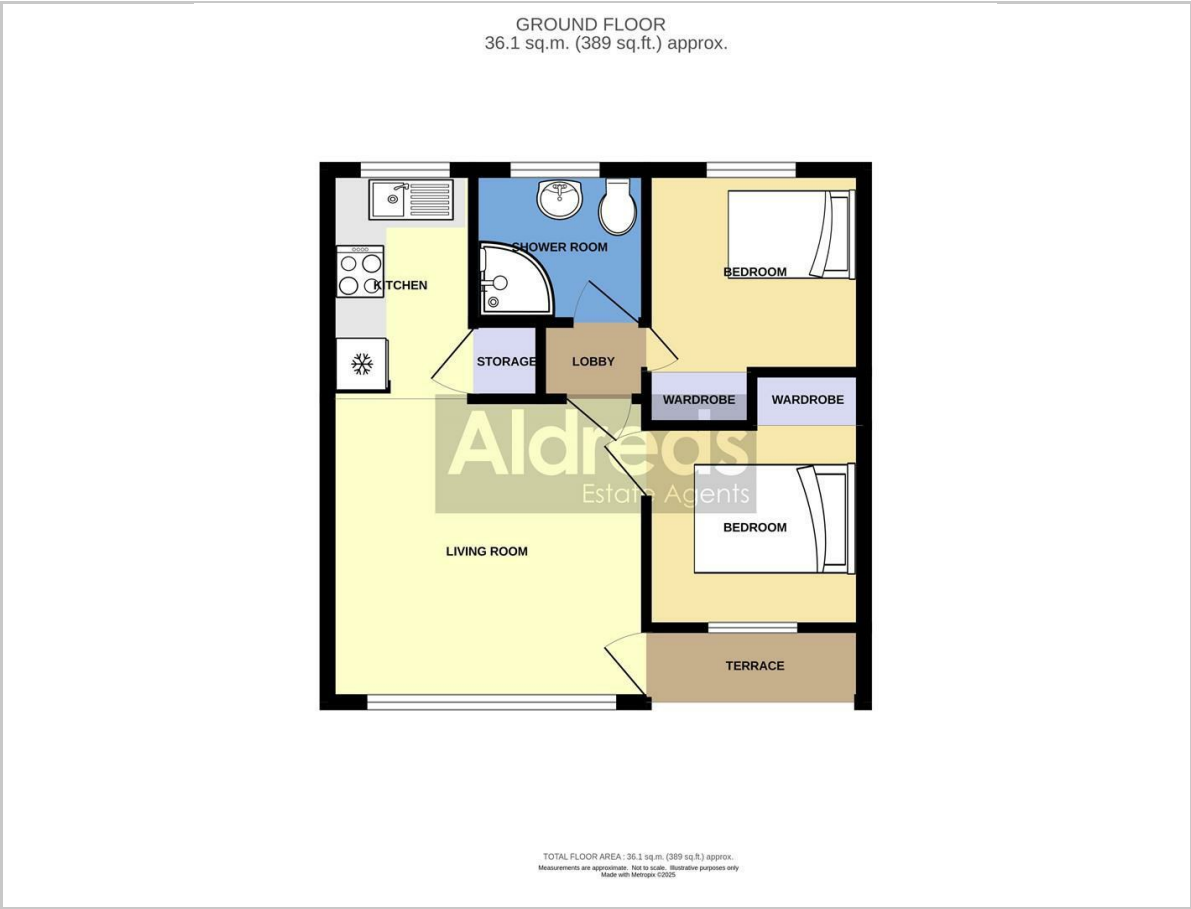 GROUND FLOOR
36.1 sq.m. (389 sq.ft.) approx.
SHOWER ROOM
BEDROOM
KITCHEN
STORAGE
LOBBY
WARDROBE
WARDROBE
Aldreds
Estate Agents
BEDROOM
LIVING ROOM
TERRACE
TOTAL FLOOR AREA : 36.1 sq.m. (389 sq.ft.) approx.
Measurements are approximate. Not to scale. Illustrative purposes only
Made with Metropix ©2025